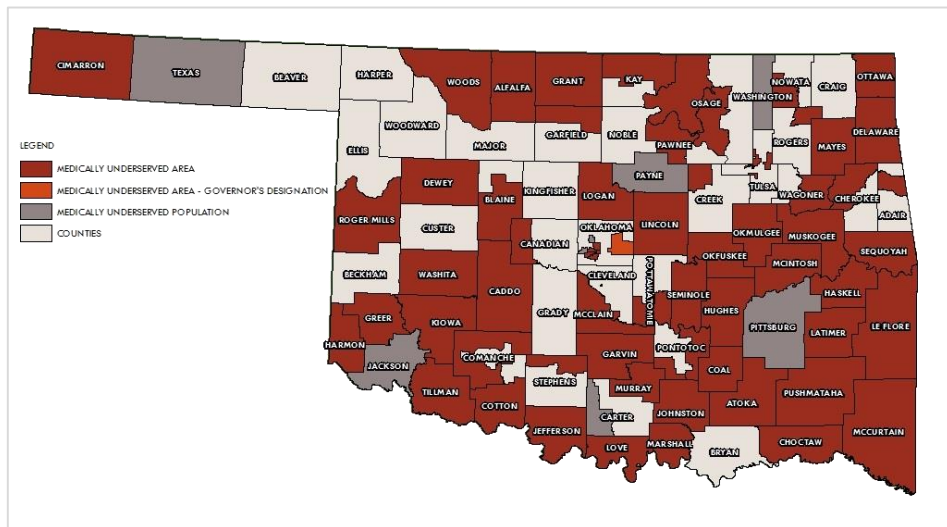 CIMARRON
TEXAS
BEAVER
HARPER
WOODS
ALFALFA
GRANT
KAY
OSAGE
WASHINGTON
NOWATA
CRAIG
OTTAWA
WOODWARD
ELLIS
MAJOR
GARFIELD
NOBLE
PAWNEE
ROGERS
MAYES
DELAWARE
LEGEND
MEDICALLY UNDERSERVED AREA
MEDICALLY UNDERSERVED AREA - GOVERNOR'S DESIGNATION
MEDICALLY UNDERSERVED POPULATION
COUNTIES
DEWEY
BLAINE
KINGFISHER
LOGAN
PAYNE
CREEK
TULSA
WAGONER
CHEROKEE
ADAIR
ROGER MILLS
CUSTER
CANADIAN
OKLAHOMA
LINCOLN
OKMULGEE
MUSKOGEE
SEQUOYAH
BECKHAM
WASHITA
CADDO
GRADY
CLEVELAND
POTTAWATOMIE
OKFUSKEE
MCINTOSH
SEMINOLE
HUGHES
HASKELL
PITTSBURG
LATIMER
LE FLORE
GREER
KIOWA
MCCLAIN
HARMON
JACKSON
COMANCHE
GARVIN
PONTOTOC
COAL
TILLMAN
COTTON
STEPHENS
MURRAY
CARTER
JOHNSTON
ATOKA
PUSHMATAHA
JEFFERSON
LOVE
MARSHALL
BRYAN
CHOCTAW
MCCURTAIN